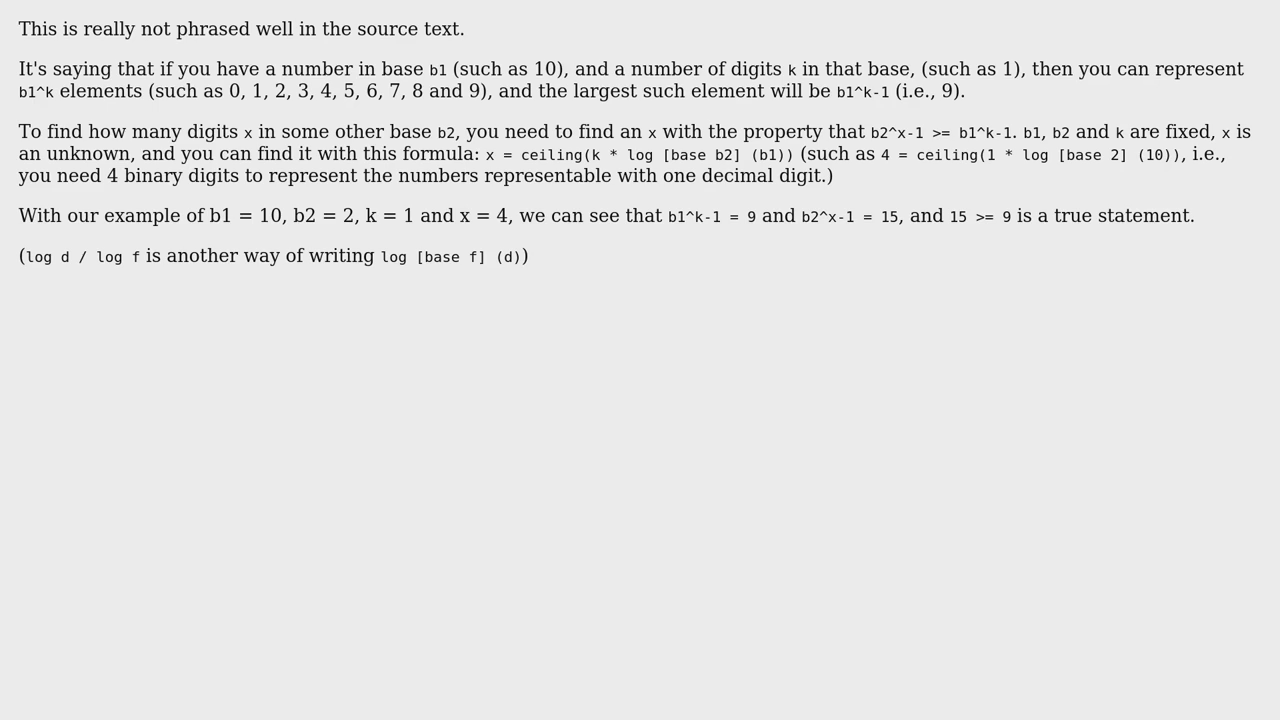 This is really not phrased well in the source text.
It's saying that if you have a number in base b1 (such as 10), and a number of digits k in that base, (such as 1), then you can represent
b1^k elements (such as 0, 1, 2, 3, 4, 5, 6, 7, 8 and 9), and the largest such element will be b1^k-1 (i.e., 9).
To find how many digits x in some other base b2, you need to find an x with the property that b2^x-1 >= b1^k-1. b1, b2 and k are fixed, x is
an unknown, and you can find it with this formula: x = ceiling(k * log [base b2] (b1)) (such as 4 = ceiling(1 * log [base 2] (10)), i.e.,
you need 4 binary digits to represent the numbers representable with one decimal digit.)
With our example of b1 = 10, b2 = 2, k = 1 and x = 4, we can see that b1^k-1 = 9 and b2^x-1 = 15, and 15 >= 9 is a true statement.
(log d / log f is another way of writing log [base f] (d))